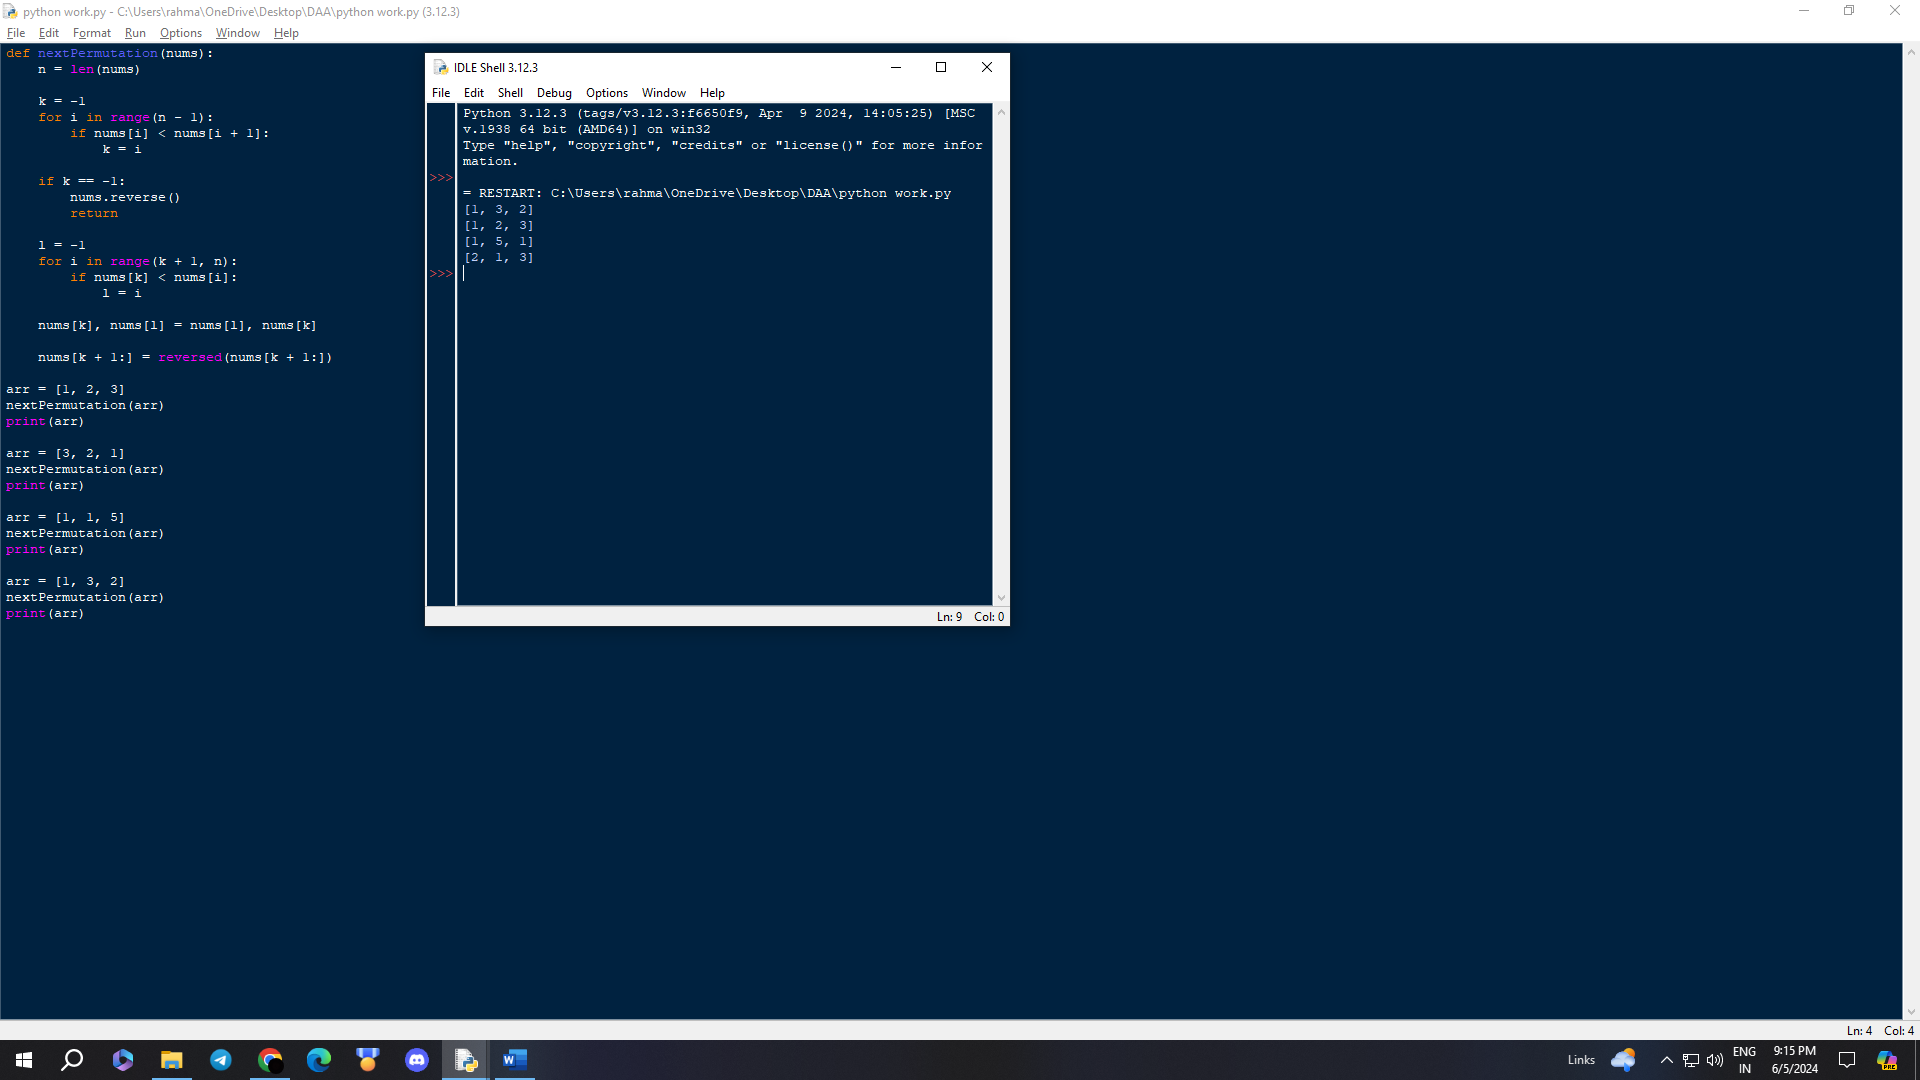 python work.py - C:\Users\rahma\OneDrive\Desktop\DAA\python work.py (3.12.3)
File Edit Format Run Options Window Help
def nextPermutation(nums):
    n = len(nums)

    k = -1
    for i in range(n - 1):
        if nums[i] < nums[i + 1]:
            k = i

    if k == -1:
        nums.reverse()
        return

    l = -1
    for i in range(k + 1, n):
        if nums[k] < nums[i]:
            l = i

    nums[k], nums[l] = nums[l], nums[k]

    nums[k + 1:] = reversed(nums[k + 1:])

arr = [1, 2, 3]
nextPermutation(arr)
print(arr)

arr = [3, 2, 1]
nextPermutation(arr)
print(arr)

arr = [1, 1, 5]
nextPermutation(arr)
print(arr)

arr = [1, 3, 2]
nextPermutation(arr)
print(arr)
IDLE Shell 3.12.3
File Edit Shell Debug Options Window Help
Python 3.12.3 (tags/v3.12.3:f6650f9, Apr  9 2024, 14:05:25) [MSC
v.1938 64 bit (AMD64)] on win32
Type "help", "copyright", "credits" or "license()" for more infor
mation.
>>>
= RESTART: C:\Users\rahma\OneDrive\Desktop\DAA\python work.py
[1, 3, 2]
[1, 2, 3]
[1, 5, 1]
[2, 1, 3]
>>>
Ln: 9 Col: 0
Ln: 4 Col: 4
Links
ENG
IN
9:15 PM
6/5/2024
W
PRE